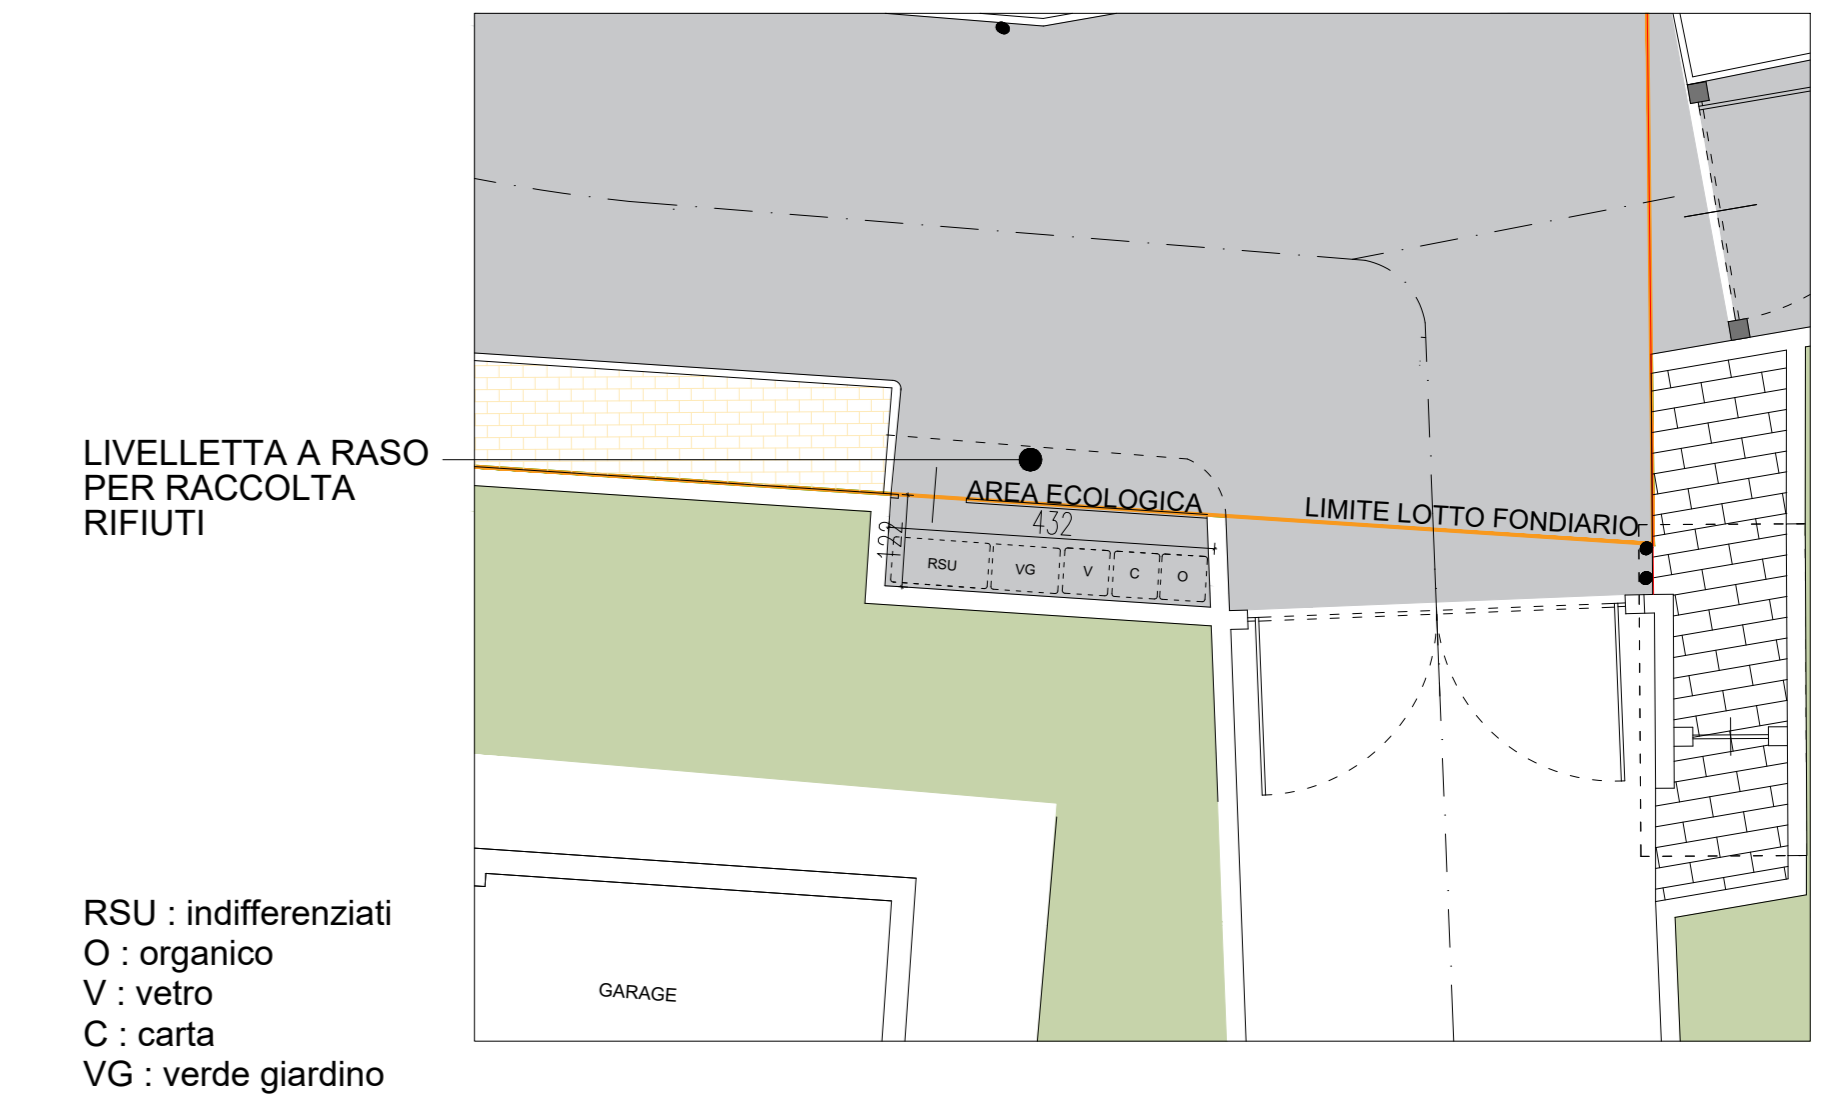 LIVELLETTA A RASO
PER RACCOLTA
RIFIUTI
AREA ECOLOGICA
LIMITE LOTTO FONDIARIO
432
122
RSU
VG
V
C
O
GARAGE
RSU : indifferenziati
O : organico
V : vetro
C : carta
VG : verde giardino